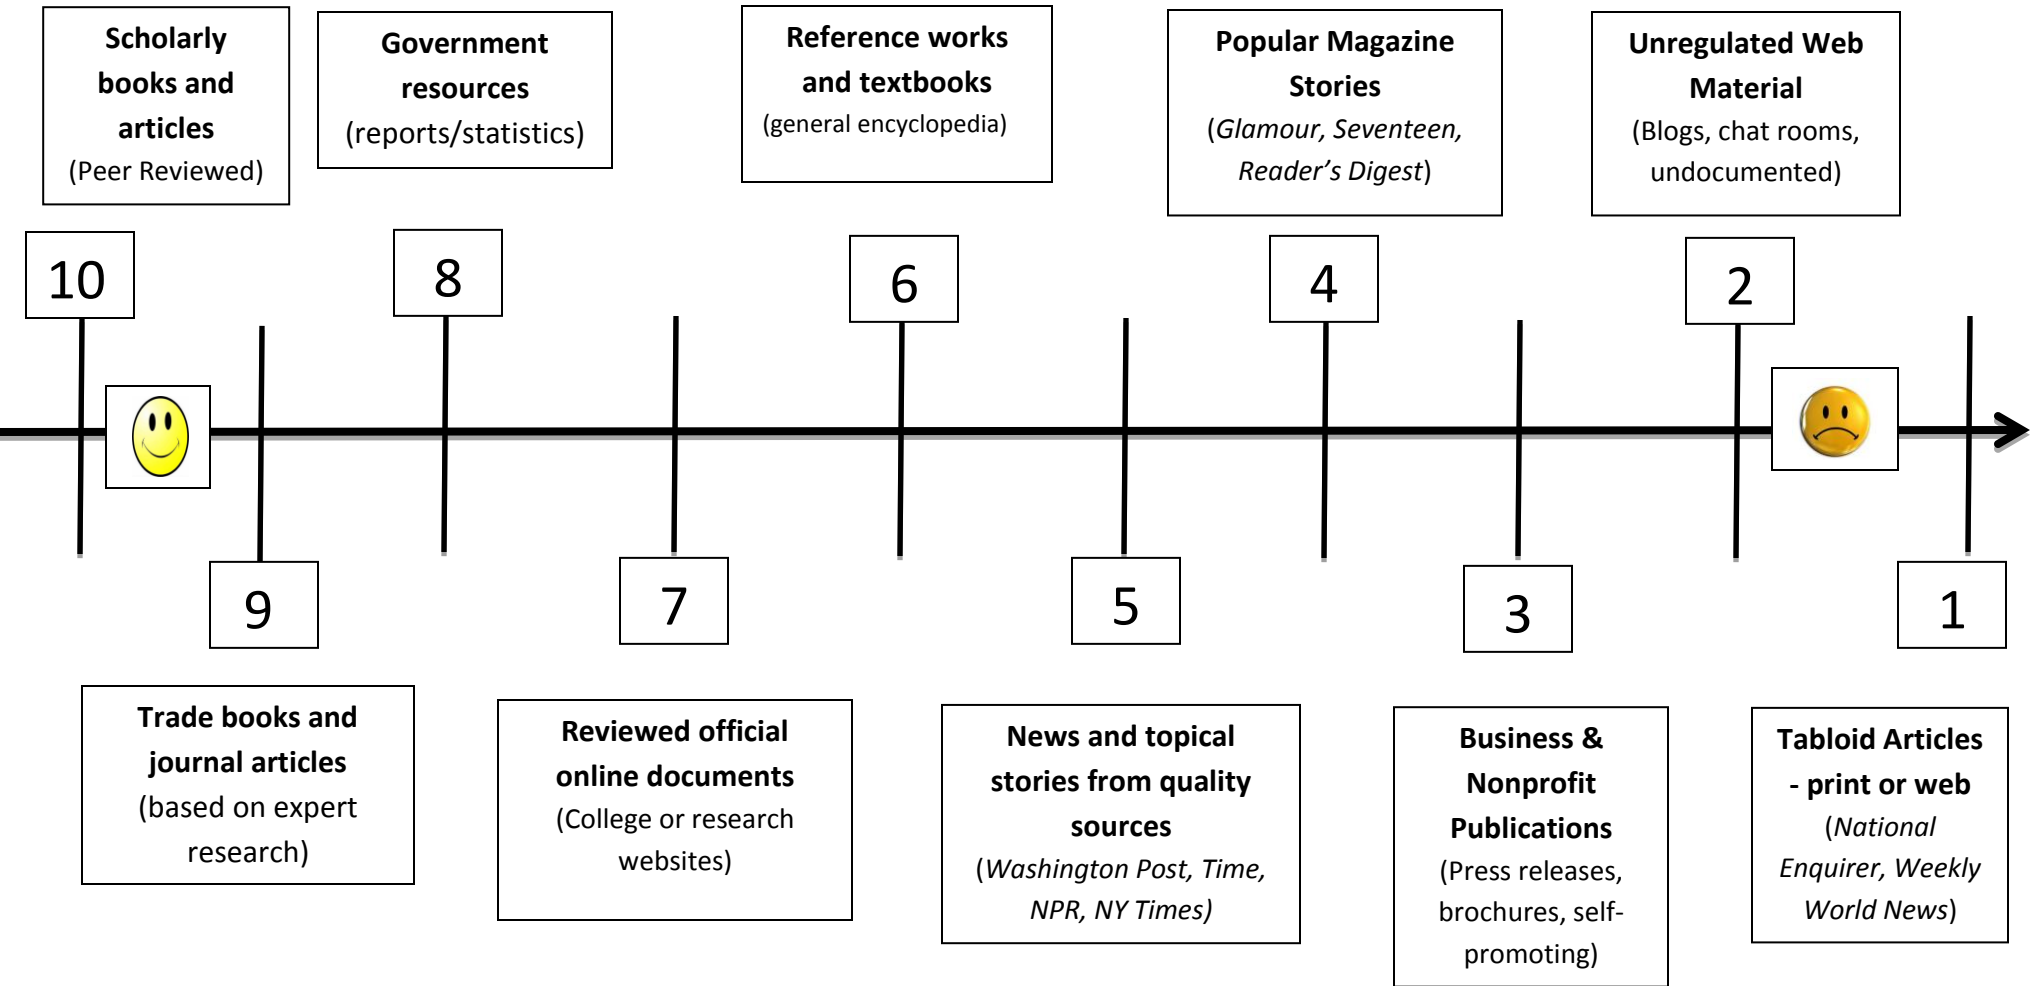 Scholarly
books and
articles
(Peer Reviewed)
Government
resources
(reports/statistics)
Reference works
and textbooks
(general encyclopedia)
Popular Magazine
Stories
(Glamour, Seventeen,
Reader’s Digest)
Unregulated Web
Material
(Blogs, chat rooms,
undocumented)
10
8
6
4
2
9
7
5
3
1
Trade books and
journal articles
(based on expert
research)
Reviewed official
online documents
(College or research
websites)
News and topical
stories from quality
sources
(Washington Post, Time,
NPR, NY Times)
Business &
Nonprofit
Publications
(Press releases,
brochures, self-
promoting)
Tabloid Articles
- print or web
(National
Enquirer, Weekly
World News)